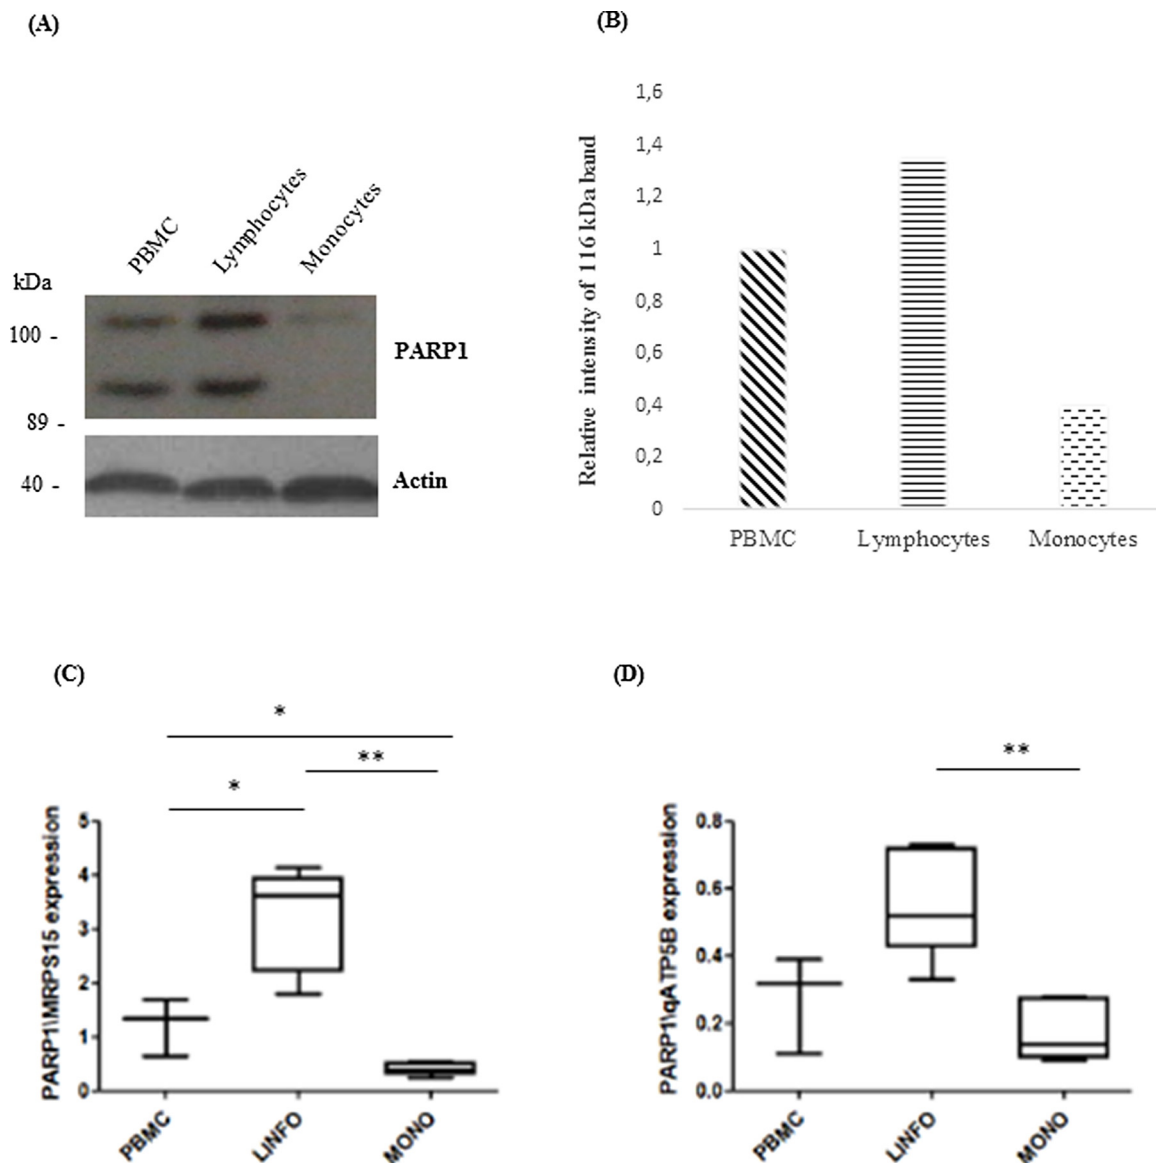 (A)
PBMC
Lymphocytes
Monocytes
kDa
100 -
89 -
40 -
PARP1
Actin
(B)
Relative intensity of 116 kDa band
1,6
1,4
1,2
1
0,8
0,6
0,4
0,2
0
PBMC
Lymphocytes
Monocytes
(C)
*
**
*
PARP1\MRPS15 expression
5
4
3
2
1
0
PBMC
LINFO
MONO
(D)
**
PARP1\qATP5B expression
0.8
0.6
0.4
0.2
0.0
PBMC
LINFO
MONO